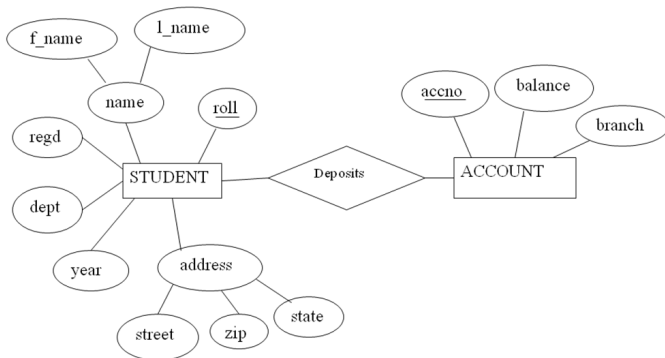 f_name
l_name
name
roll
regd
STUDENT
dept
year
address
street
zip
state
Deposits
accno
balance
branch
ACCOUNT